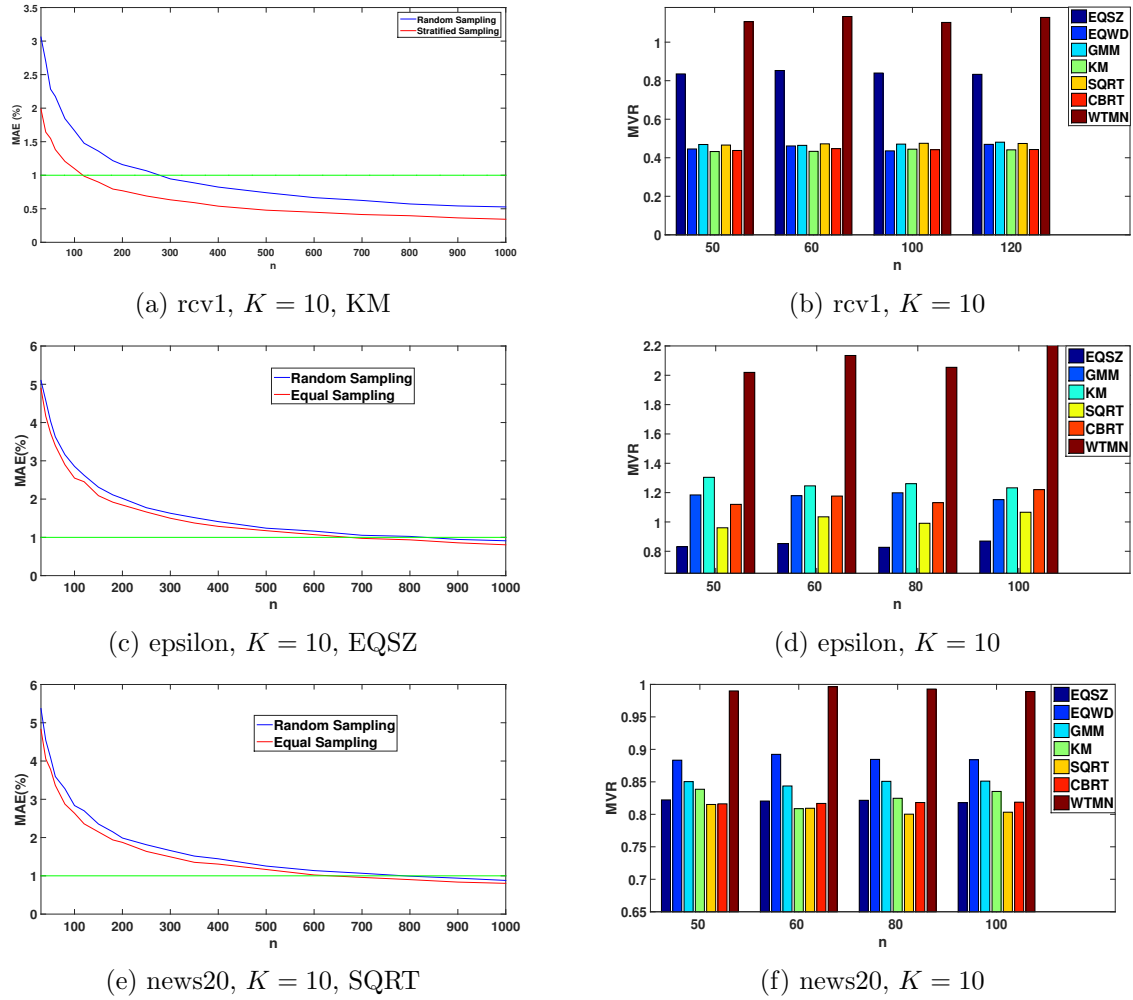 3.5
3
2.5
2
1.5
1
0.5
0
MAE (%)
Random Sampling
Stratified Sampling
100 200 300 400 500 600 700 800 900 1000
n
(a) rcv1, K = 10, KM
1
0.8
0.6
0.4
0.2
0
MVR
EQSZ
EQWD
GMM
KM
SQRT
CBRT
WTMN
50 60 100 120
n
(b) rcv1, K = 10
6
5
4
3
2
1
0
MAE(%)
Random Sampling
Equal Sampling
100 200 300 400 500 600 700 800 900 1000
n
(c) epsilon, K = 10, EQSZ
2.2
2
1.8
1.6
1.4
1.2
1
0.8
MVR
EQSZ
GMM
KM
SQRT
CBRT
WTMN
50 60 80 100
n
(d) epsilon, K = 10
6
5
4
3
2
1
0
MAE(%)
Random Sampling
Equal Sampling
100 200 300 400 500 600 700 800 900 1000
n
(e) news20, K = 10, SQRT
1
0.95
0.9
0.85
0.8
0.75
0.7
0.65
MVR
EQSZ
EQWD
GMM
KM
SQRT
CBRT
WTMN
50 60 80 100
n
(f) news20, K = 10